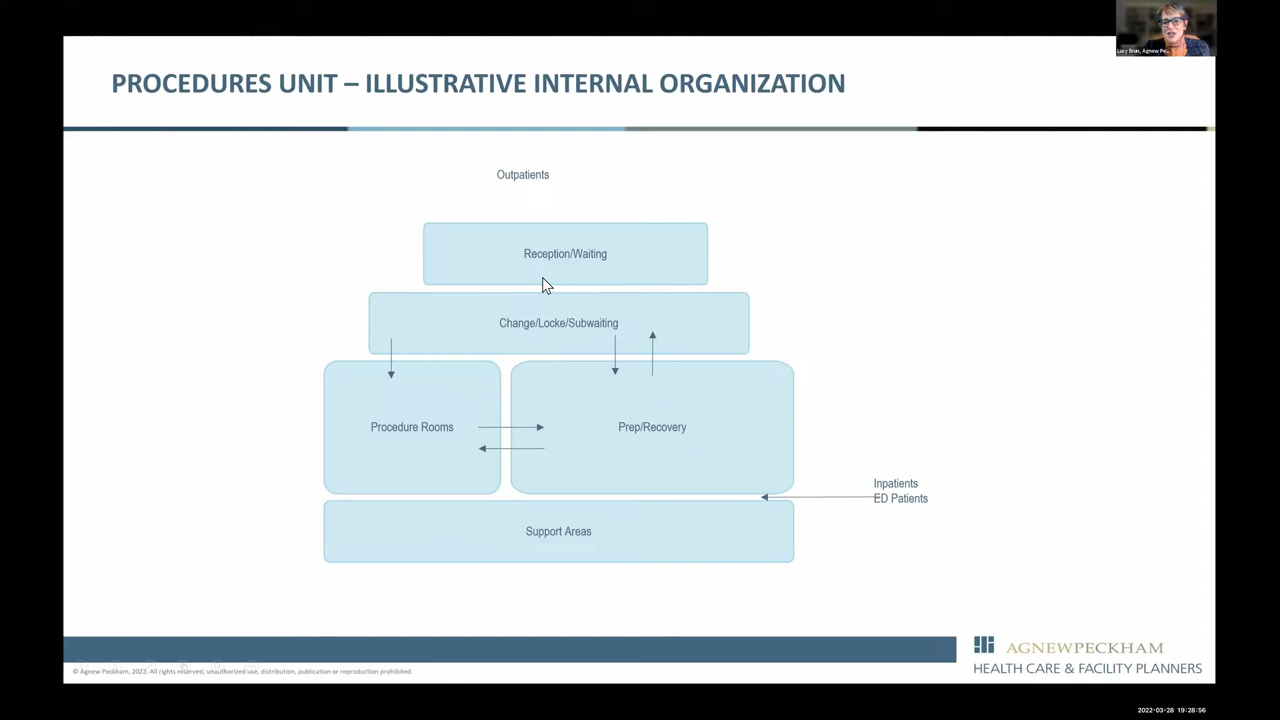 Lucy Brun, Agnew Pe...
PROCEDURES UNIT – ILLUSTRATIVE INTERNAL ORGANIZATION
Outpatients
Reception/Waiting
Change/Locke/Subwaiting
Procedure Rooms
Prep/Recovery
Inpatients
ED Patients
Support Areas
AGNEWPECKHAM
HEALTH CARE & FACILITY PLANNERS
© Agnew Peckham, 2022. All rights reserved; unauthorized use, distribution, publication or reproduction prohibited.
2022-03-28 19:28:56